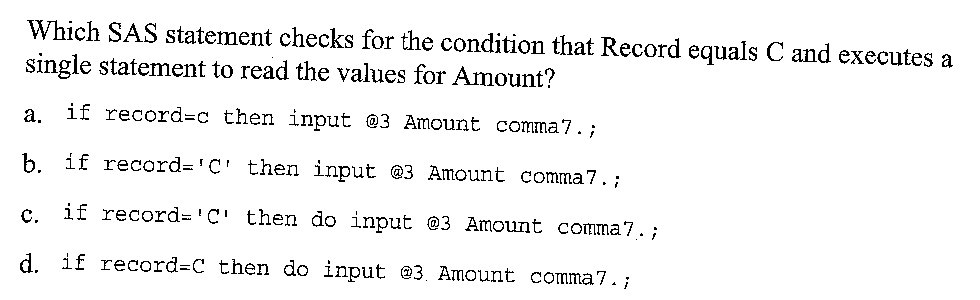 Which SAS statement checks for the condition that Record equals C and executes a
single statement to read the values for Amount?
a. if record=c then input @3 Amount comma7.;
b. if record='C' then input @3 Amount comma7.;
c. if record='C' then do input @3 Amount comma7.;
d. if record=C then do input @3 Amount comma7.;